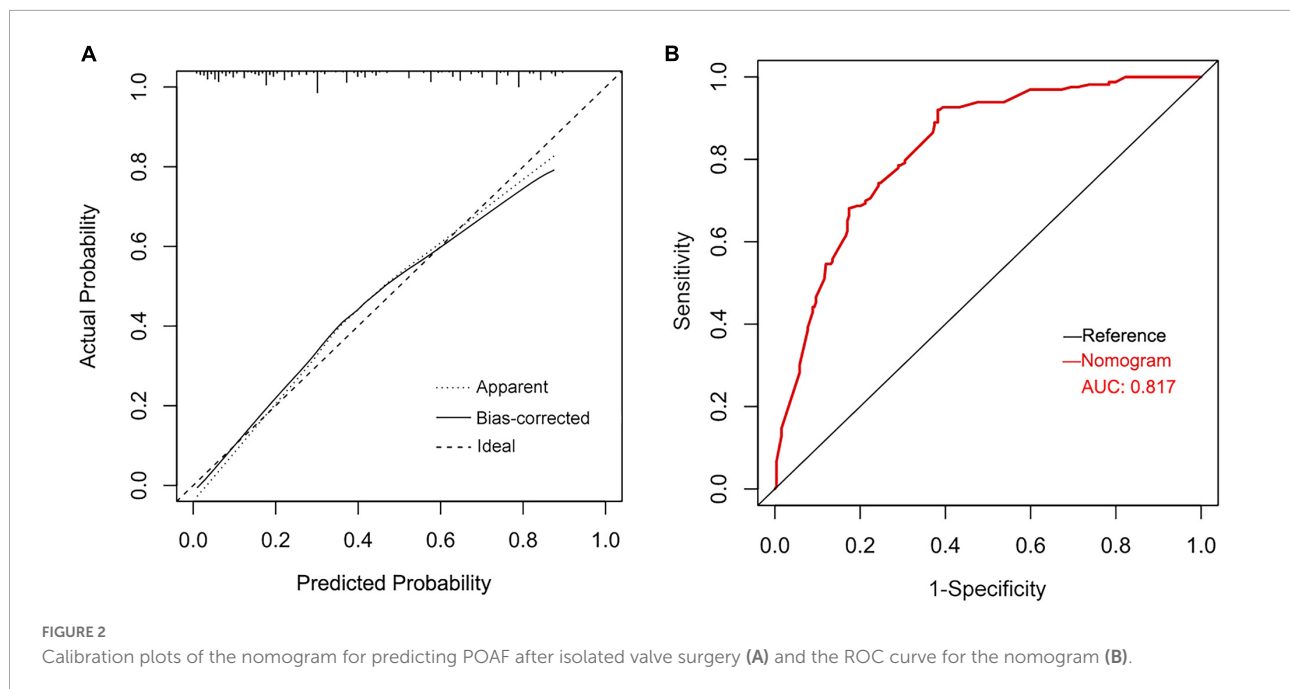 A
1.0
0.8
0.6
0.4
0.2
0.0
Actual Probability
Apparent
Bias-corrected
Ideal
0.0 0.2 0.4 0.6 0.8 1.0
Predicted Probability
B
1.0
0.8
0.6
0.4
0.2
0.0
Sensitivity
Reference
Nomogram
AUC: 0.817
0.0 0.2 0.4 0.6 0.8 1.0
1-Specificity
FIGURE 2
Calibration plots of the nomogram for predicting POAF after isolated valve surgery (A) and the ROC curve for the nomogram (B).